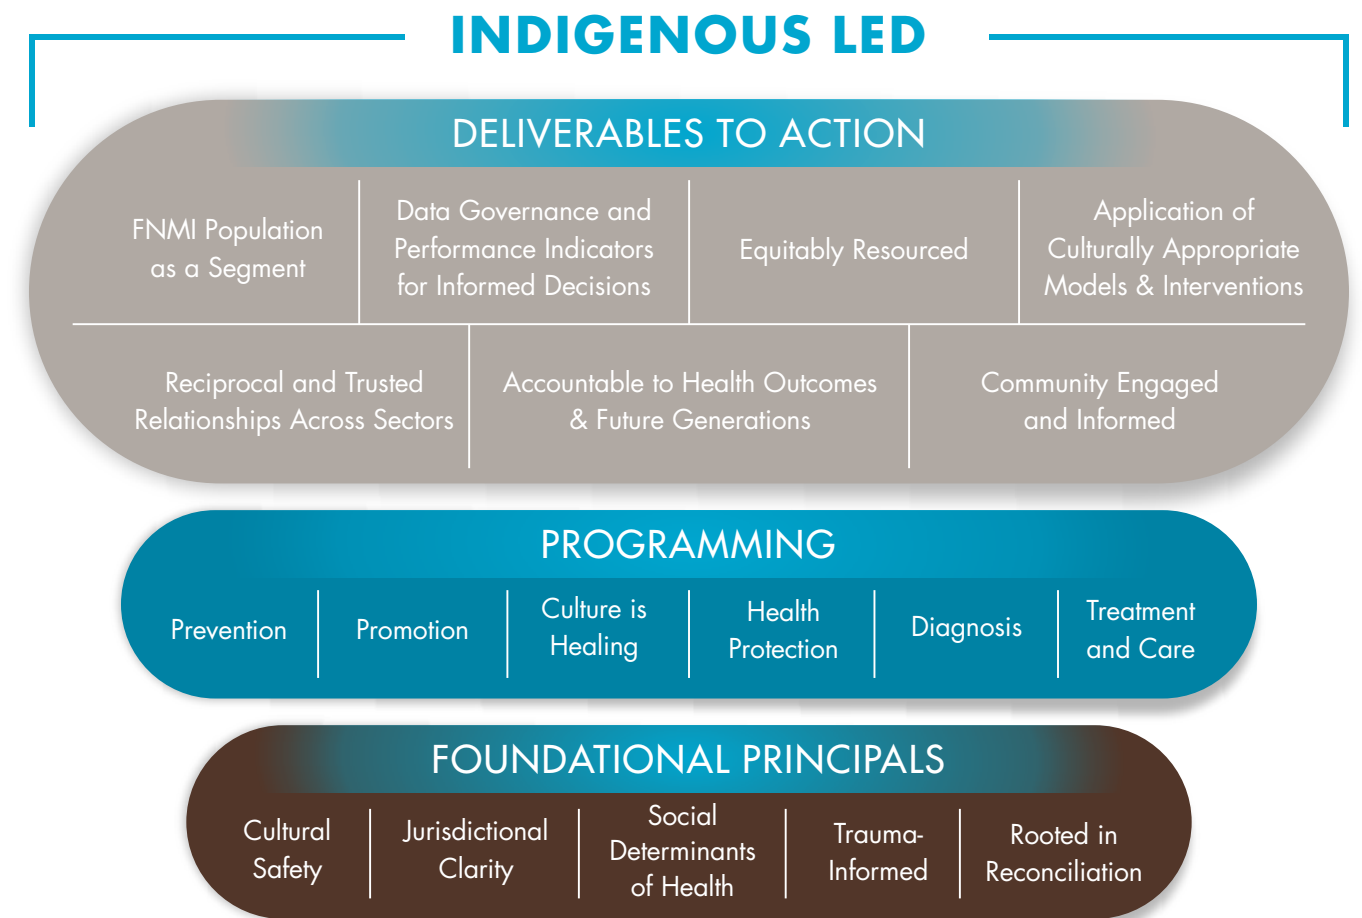 INDIGENOUS LED
DELIVERABLES TO ACTION
FNMI Population
as a Segment
Data Governance and
Performance Indicators
for Informed Decisions
Equitably Resourced
Application of
Culturally Appropriate
Models & Interventions
Reciprocal and Trusted
Relationships Across Sectors
Accountable to Health Outcomes
& Future Generations
Community Engaged
and Informed
PROGRAMMING
Prevention
Promotion
Culture is
Healing
Health
Protection
Diagnosis
Treatment
and Care
FOUNDATIONAL PRINCIPALS
Cultural
Safety
Jurisdictional
Clarity
Social
Determinants
of Health
Trauma-
Informed
Rooted in
Reconciliation